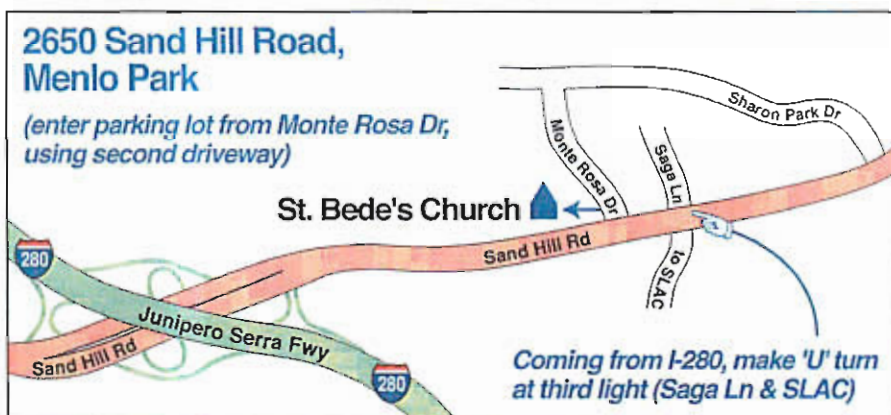 2650 Sand Hill Road,
Menlo Park
(enter parking lot from Monte Rosa Dr,
using second driveway)
Sharon Park Dr
Monte Rosa Dr
Saga Ln
St. Bede's Church
Sand Hill Rd
to SLAC
280
Junipero Serra Fwy
Sand Hill Rd
280
Coming from I-280, make 'U' turn
at third light (Saga Ln & SLAC)